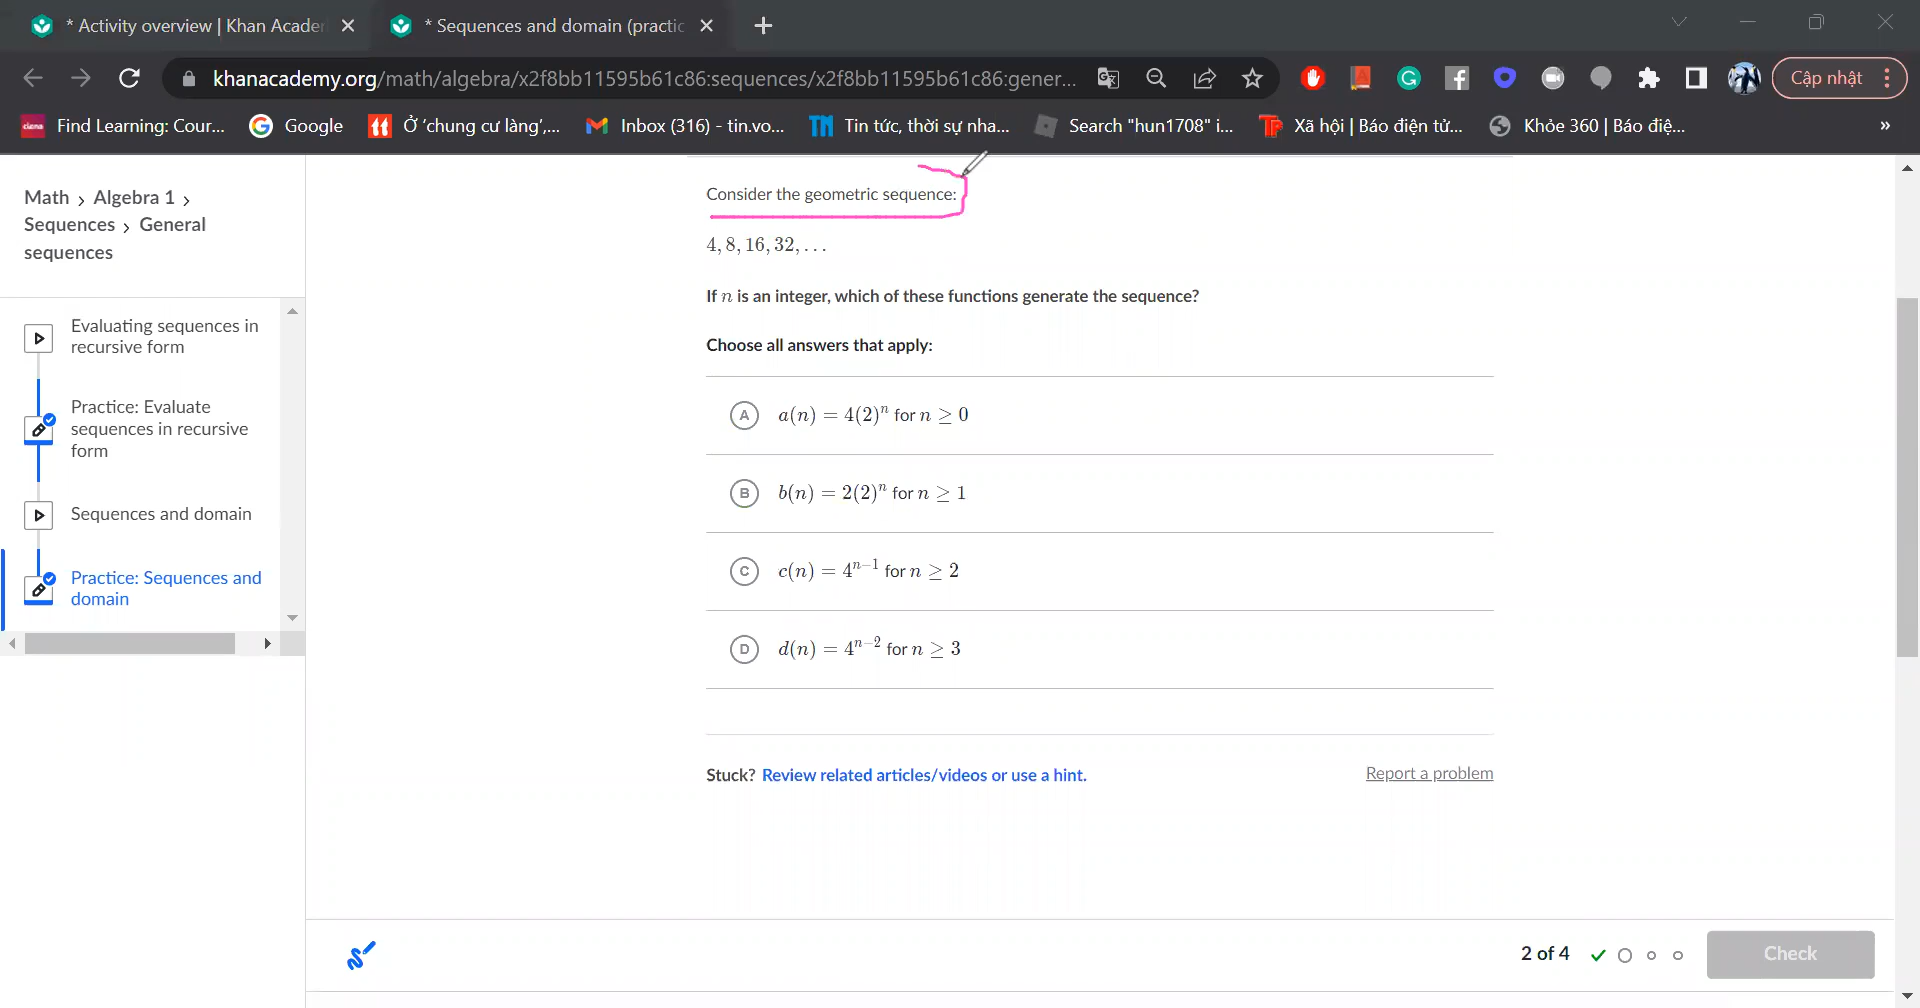 * Activity overview | Khan Acader
* Sequences and domain (practic
khanacademy.org/math/algebra/x2f8bb11595b61c86:sequences/x2f8bb11595b61c86:gener...
Cập nhật
ciena Find Learning: Cour... Google Ở 'chung cư làng',... Inbox (316) - tin.vo... Tin tức, thời sự nha... Search "hun1708" i... Xã hội | Báo điện tử... Khỏe 360 | Báo điệ... »
Math › Algebra 1 ›
Sequences › General
sequences
Evaluating sequences in
recursive form
Practice: Evaluate
sequences in recursive
form
Sequences and domain
Practice: Sequences and
domain
Consider the geometric sequence:
4, 8, 16, 32, . . .
If n is an integer, which of these functions generate the sequence?
Choose all answers that apply:
A a(n) = 4(2)ⁿ for n ≥ 0
B b(n) = 2(2)ⁿ for n ≥ 1
C c(n) = 4ⁿ⁻¹ for n ≥ 2
D d(n) = 4ⁿ⁻² for n ≥ 3
Stuck? Review related articles/videos or use a hint.
Report a problem
2 of 4
Check